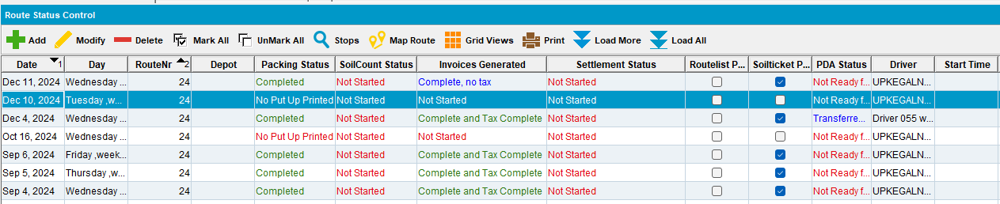 Route Status Control
Add Modify Delete Mark All UnMark All Stops Map Route Grid Views Print Load More Load All
Date 1 Day RouteNr 2 Depot Packing Status SoilCount Status Invoices Generated Settlement Status Routelist P... Soilticket P... PDA Status Driver Start Time
Dec 11, 2024 Wednesday ... 24 Completed Not Started Complete, no tax Not Started Not Ready f... UPKEGALN...
Dec 10, 2024 Tuesday ,w... 24 No Put Up Printed Not Started Not Started Not Started Not Ready f... UPKEGALN...
Dec 4, 2024 Wednesday ... 24 Completed Not Started Complete and Tax Complete Not Started Transferre... Driver 055 w...
Oct 16, 2024 Wednesday ... 24 No Put Up Printed Not Started Not Started Not Started Not Ready f... UPKEGALN...
Sep 6, 2024 Friday ,week... 24 Completed Not Started Complete and Tax Complete Not Started Not Ready f... UPKEGALN...
Sep 5, 2024 Thursday ,w... 24 Completed Not Started Complete and Tax Complete Not Started Not Ready f... UPKEGALN...
Sep 4, 2024 Wednesday ... 24 Completed Not Started Complete and Tax Complete Not Started Not Ready f... UPKEGALN...